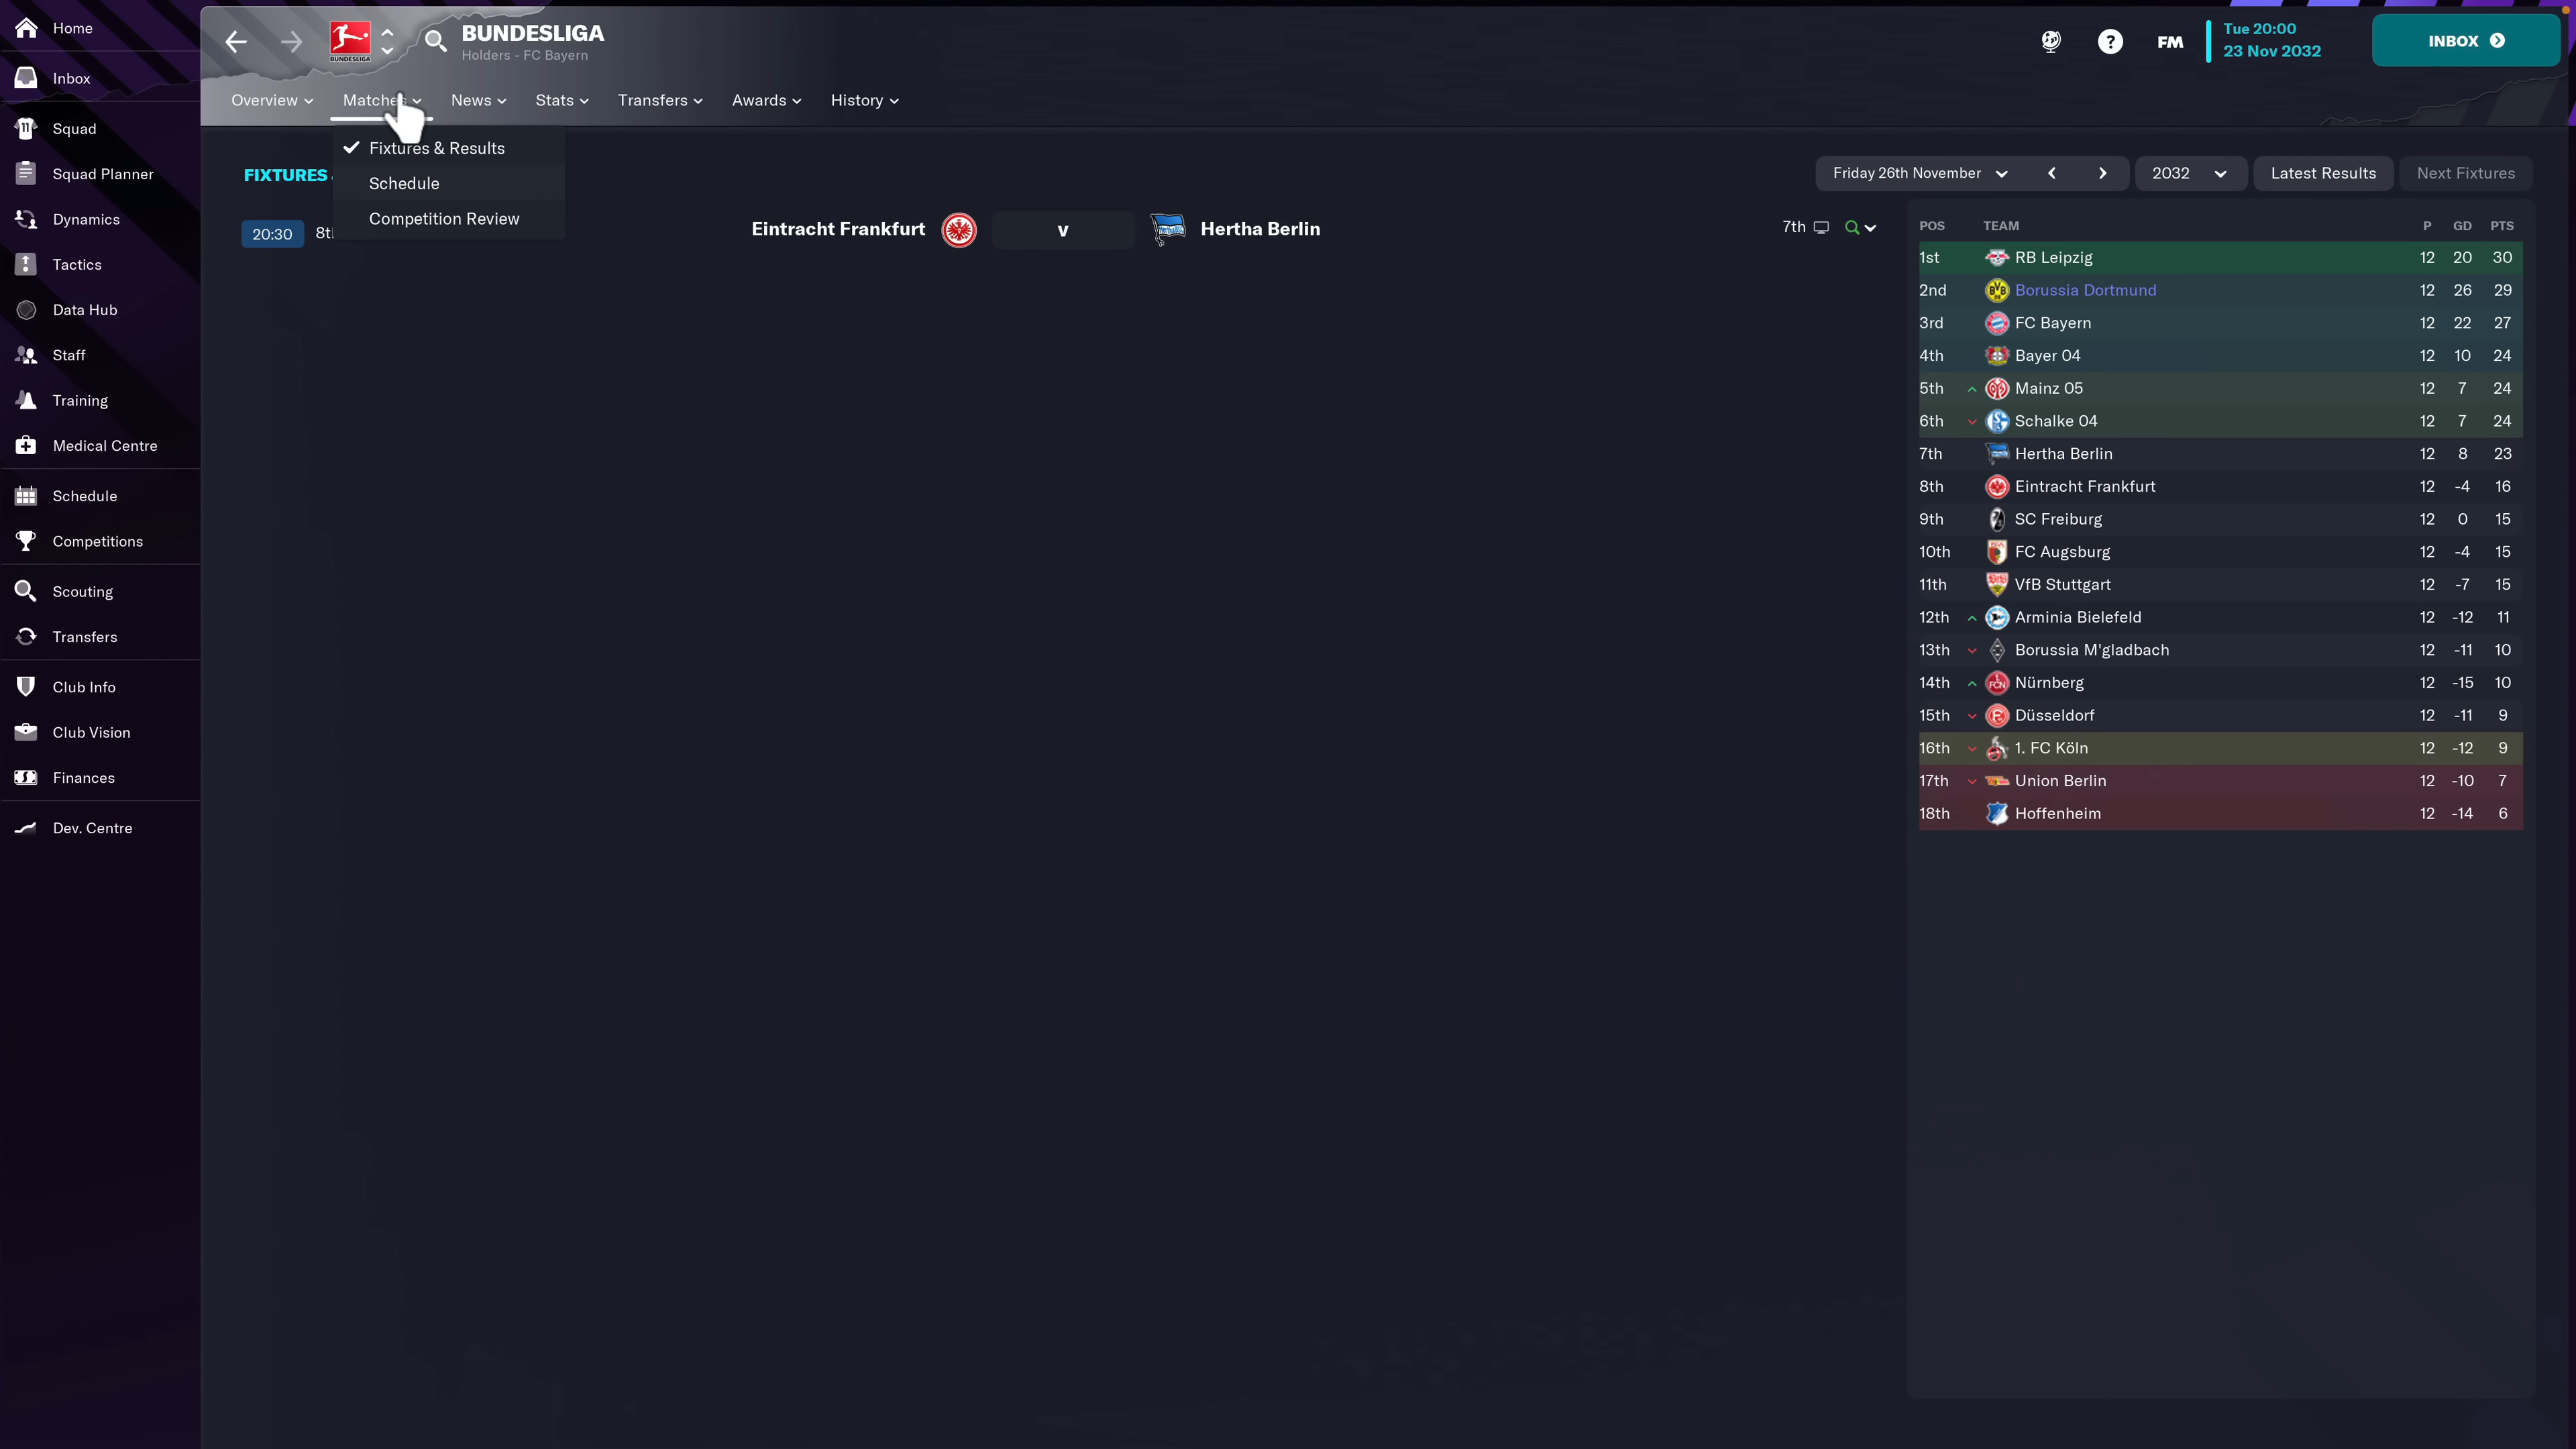 Home
Inbox
Squad
Squad Planner
Dynamics
Tactics
Data Hub
Staff
Training
Medical Centre
Schedule
Competitions
Scouting
Transfers
Club Info
Club Vision
Finances
Dev. Centre
BUNDESLIGA
BUNDESLIGA
Holders - FC Bayern
FM
Tue 20:00
23 Nov 2032
INBOX
Overview Matches News Stats Transfers Awards History
Fixtures & Results
Schedule
Competition Review
FIXTURES
Friday 26th November 2032 Latest Results Next Fixtures
20:30 8th Eintracht Frankfurt v Hertha Berlin 7th
POS TEAM P GD PTS
1st RB Leipzig 12 20 30
2nd Borussia Dortmund 12 26 29
3rd FC Bayern 12 22 27
4th Bayer 04 12 10 24
5th Mainz 05 12 7 24
6th Schalke 04 12 7 24
7th Hertha Berlin 12 8 23
8th Eintracht Frankfurt 12 -4 16
9th SC Freiburg 12 0 15
10th FC Augsburg 12 -4 15
11th VfB Stuttgart 12 -7 15
12th Arminia Bielefeld 12 -12 11
13th Borussia M'gladbach 12 -11 10
14th Nürnberg 12 -15 10
15th Düsseldorf 12 -11 9
16th 1. FC Köln 12 -12 9
17th Union Berlin 12 -10 7
18th Hoffenheim 12 -14 6